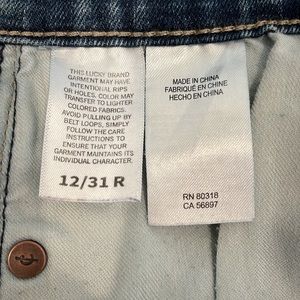 THIS LUCKY BRAND
GARMENT MAY HAVE
INTENTIONAL RIPS
OR HOLES. COLOR MAY
TRANSFER TO LIGHTER
COLORED FABRICS.
AVOID PULLING UP BY
BELT LOOPS, SIMPLY
FOLLOW THE CARE
INSTRUCTIONS TO
ENSURE THAT YOUR
GARMENT MAINTAINS ITS
INDIVIDUAL CHARACTER.
12/31 R
MADE IN CHINA
FABRIQUÉ EN CHINE
HECHO EN CHINA
RN 80318
CA 56897